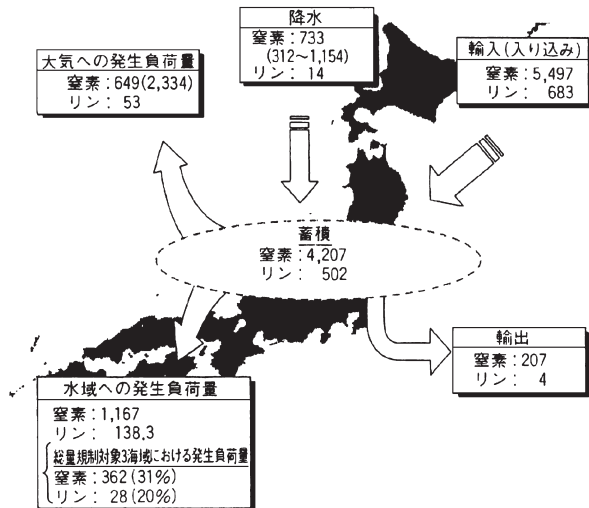 降水
窒素:733
(312〜1,154)
リン: 14
大気への発生負荷量
窒素:649(2,334)
リン: 53
輸入(入り込み)
窒素:5,497
リン: 683
蓄積
窒素:4,207
リン: 502
輸出
窒素:207
リン: 4
水域への発生負荷量
窒素:1,167
リン: 138.3
総量規制対象3海域における発生負荷量
窒素:362(31%)
リン: 28(20%)